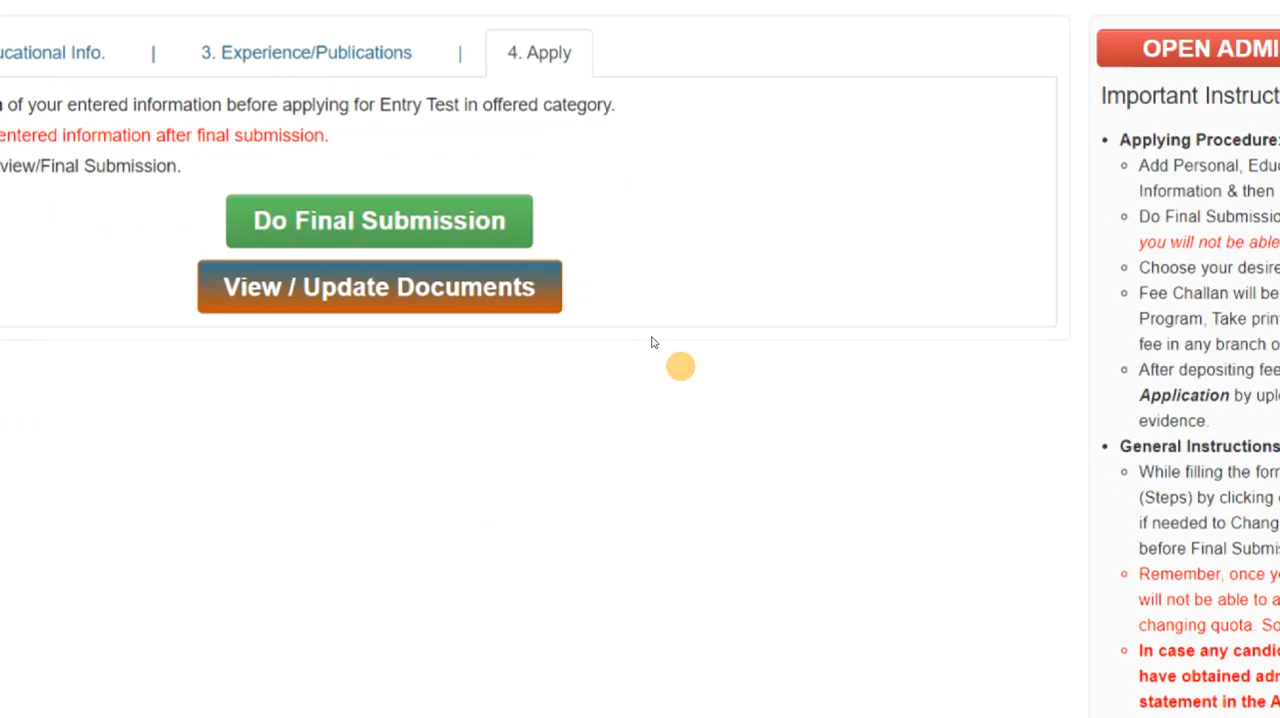 ucational Info. | 3. Experience/Publications | 4. Apply
of your entered information before applying for Entry Test in offered category.
entered information after final submission.
view/Final Submission.
Do Final Submission
View / Update Documents
OPEN ADMI
Important Instruct
Applying Procedure:
Add Personal, Educ
Information & then
Do Final Submissio
you will not be able
Choose your desire
Fee Challan will be
Program, Take print
fee in any branch o
After depositing fee
Application by uplo
evidence.
General Instructions
While filling the form
(Steps) by clicking
if needed to Chang
before Final Submis
Remember, once yo
will not be able to a
changing quota. So
In case any candid
have obtained adm
statement in the A